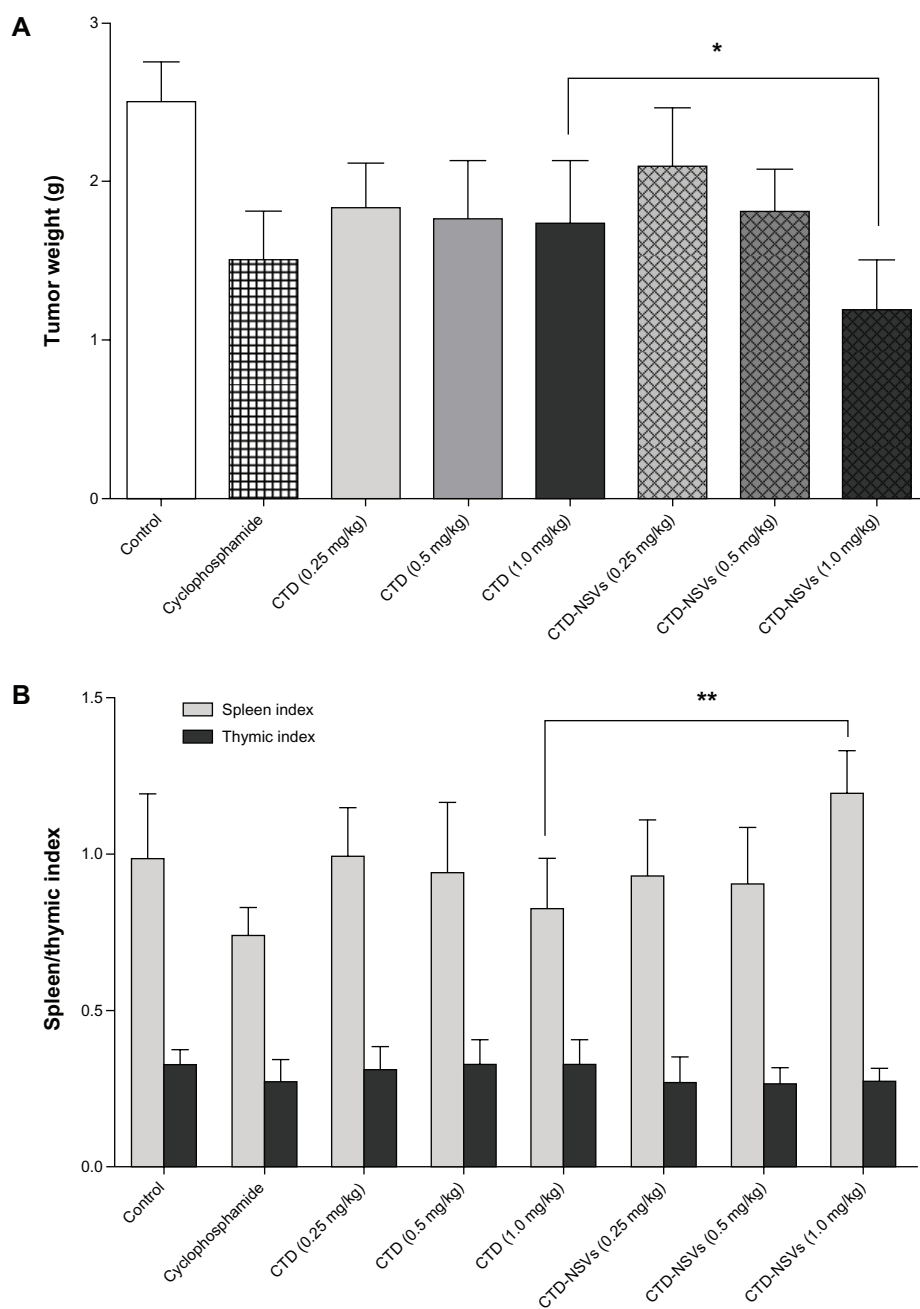 A
3
2
1
0
Tumor weight (g)
*
Control
Cyclophosphamide
CTD (0.25 mg/kg)
CTD (0.5 mg/kg)
CTD (1.0 mg/kg)
CTD-NSVs (0.25 mg/kg)
CTD-NSVs (0.5 mg/kg)
CTD-NSVs (1.0 mg/kg)
B
1.5
1.0
0.5
0.0
Spleen/thymic index
Spleen index
Thymic index
**
Control
Cyclophosphamide
CTD (0.25 mg/kg)
CTD (0.5 mg/kg)
CTD (1.0 mg/kg)
CTD-NSVs (0.25 mg/kg)
CTD-NSVs (0.5 mg/kg)
CTD-NSVs (1.0 mg/kg)